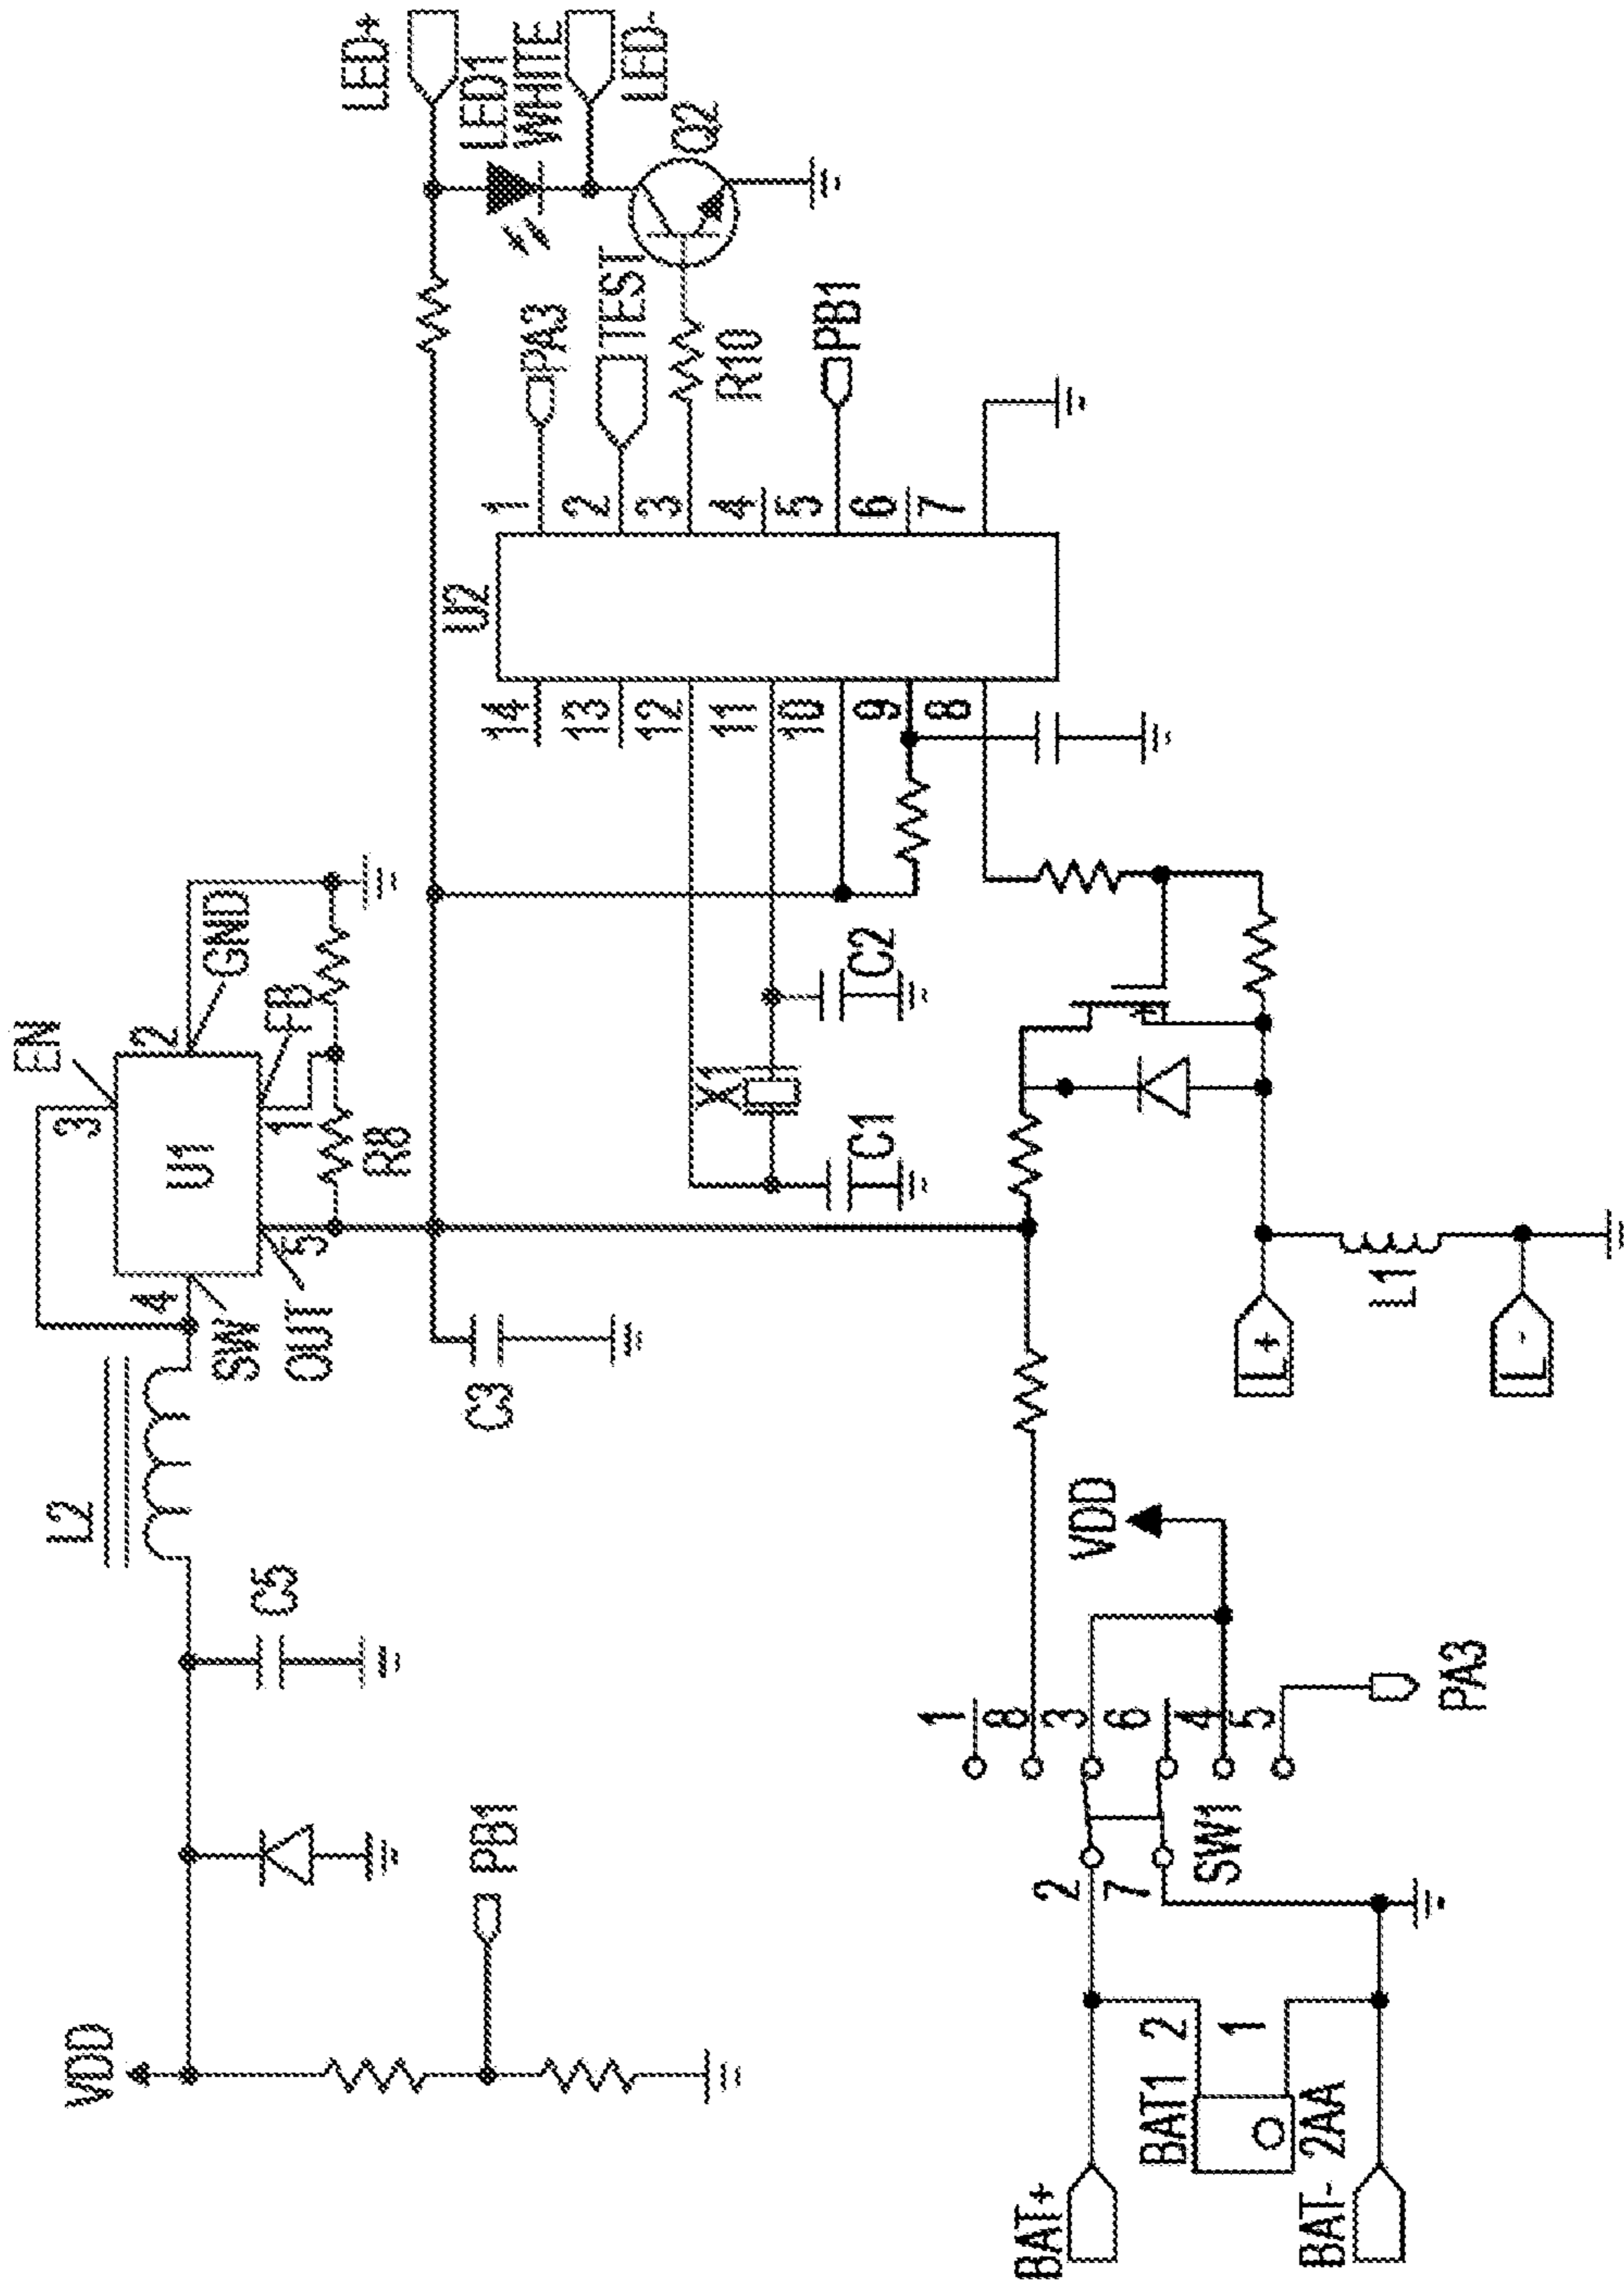 VDD
PB1
C5
L2
EN
3
2
4
U1
1
5
GND
FB
SW
OUT
R8
C3
LED+
LED1
WHITE
LED-
Q2
PA3
TEST
R10
PB1
U2
1
2
3
4
5
6
7
14
13
12
11
10
9
8
X1
C1
C2
BAT+
BAT1
2
1
BAT-
2AA
2
7
SW1
1
8
3
6
4
5
VDD
PA3
L+
L1
L-